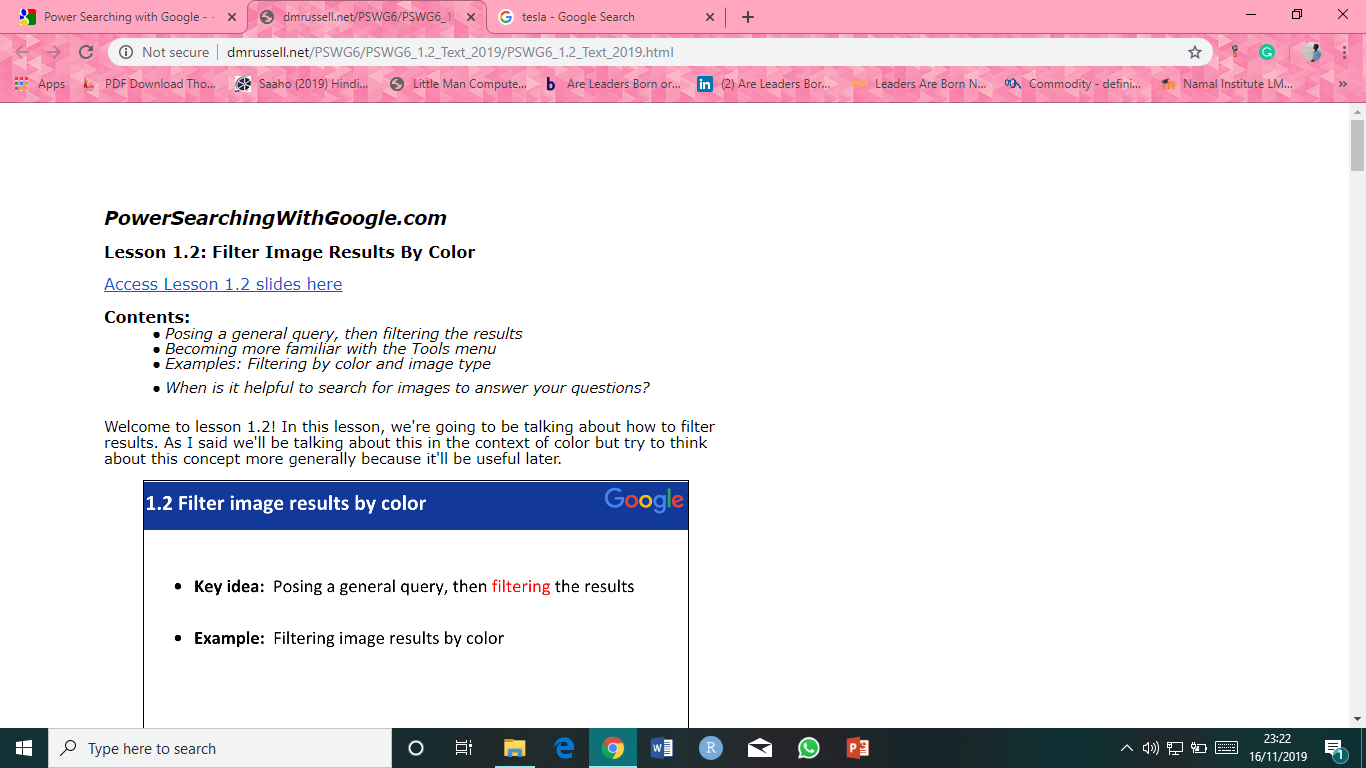 Power Searching with Google -
dmrussell.net/PSWG6/PSWG6_1
tesla - Google Search
Not secure
dmrussell.net/PSWG6/PSWG6_1.2_Text_2019/PSWG6_1.2_Text_2019.html
Apps
PDF Download Tho...
Saaho (2019) Hindi...
Little Man Compute...
b
Are Leaders Born or...
in
(2) Are Leaders Bor...
Leaders Are Born N...
Commodity - defini...
Namal Institute LM...
»
PowerSearchingWithGoogle.com
Lesson 1.2: Filter Image Results By Color
Access Lesson 1.2 slides here
Contents:
• Posing a general query, then filtering the results
• Becoming more familiar with the Tools menu
• Examples: Filtering by color and image type
• When is it helpful to search for images to answer your questions?
Welcome to lesson 1.2! In this lesson, we're going to be talking about how to filter
results. As I said we'll be talking about this in the context of color but try to think
about this concept more generally because it'll be useful later.
1.2 Filter image results by color
Google
• Key idea: Posing a general query, then filtering the results
• Example: Filtering image results by color
Type here to search
23:22
16/11/2019
1